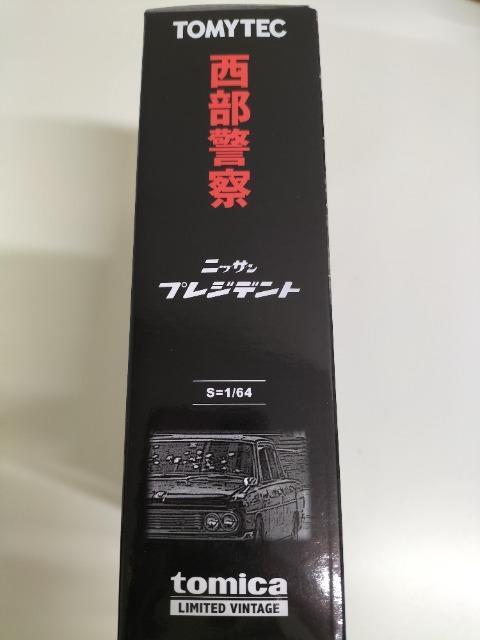 TOMYTEC
西部警察
ニッサン
プレジデント
S=1/64
tomica
LIMITED VINTAGE